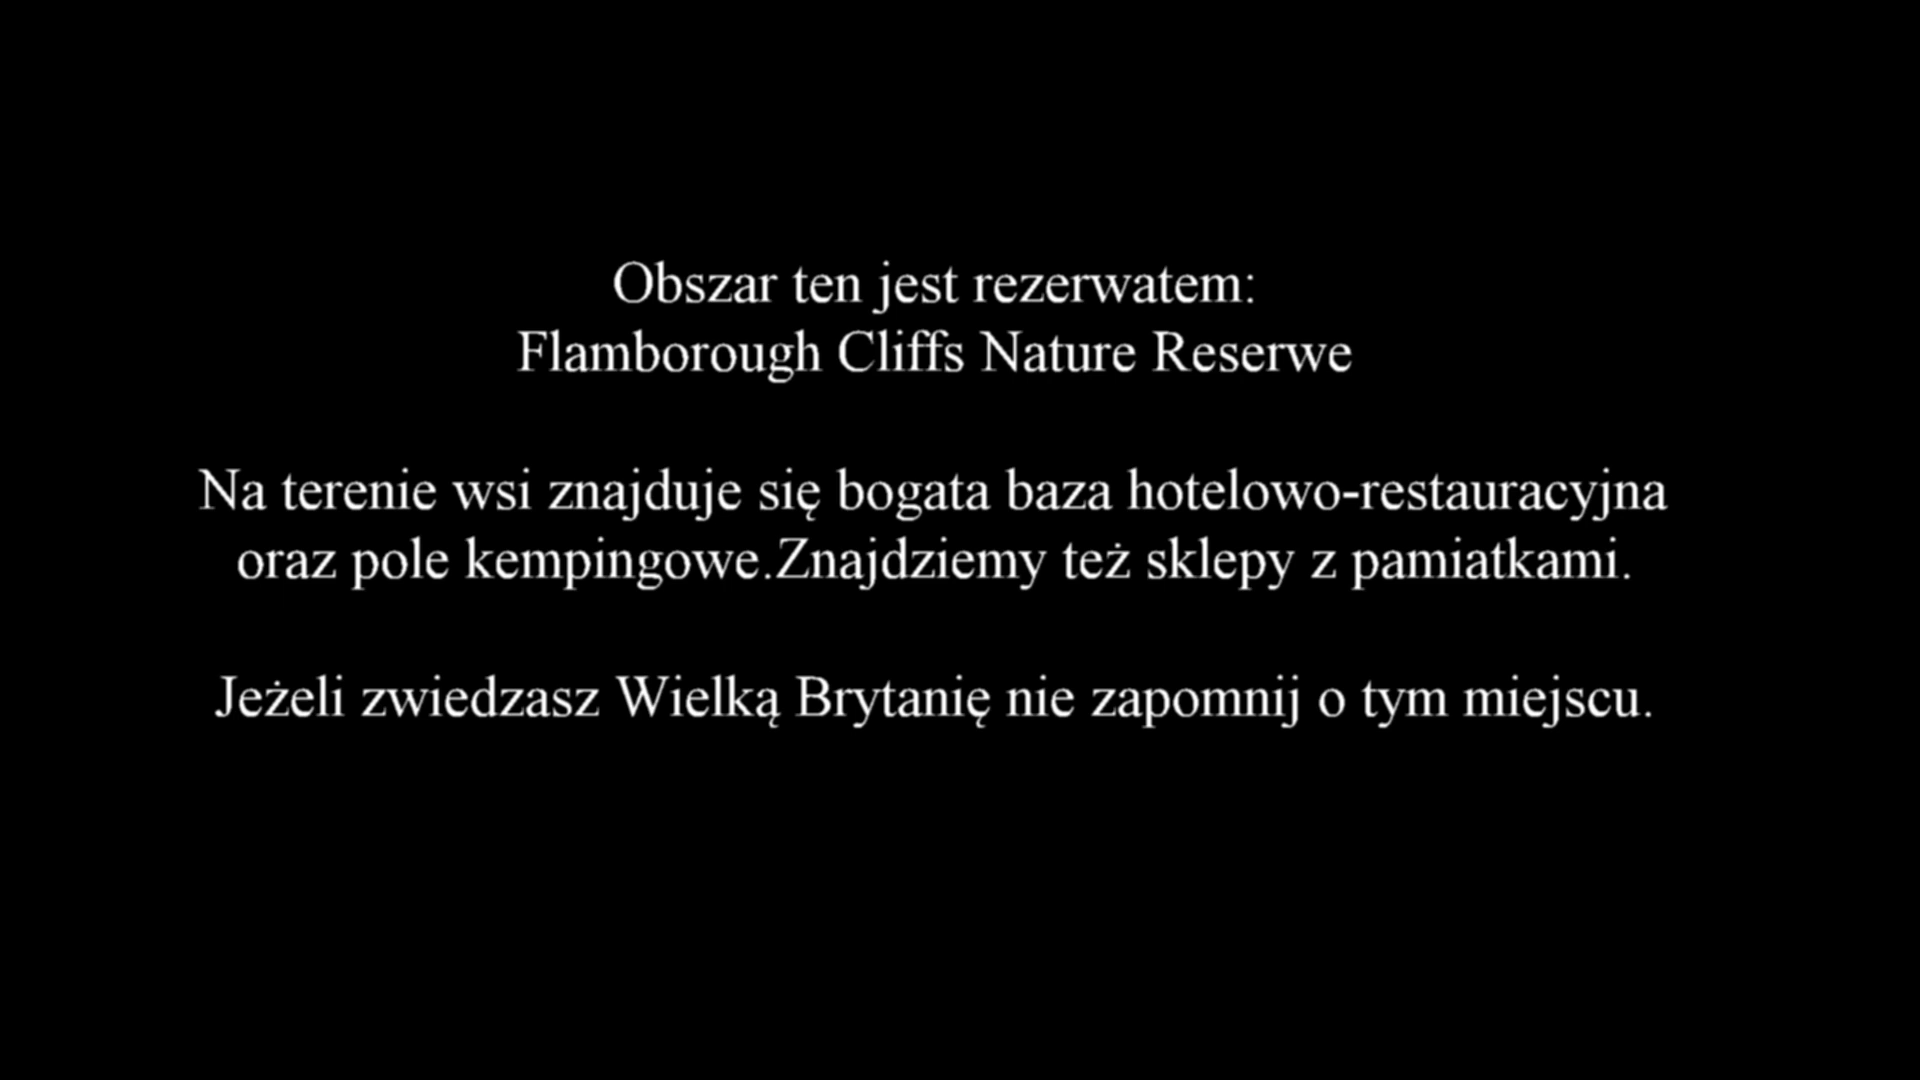 Obszar ten jest rezerwatem:
Flamborough Cliffs Nature Reserwe
Na terenie wsi znajduje się bogata baza hotelowo-restauracyjna
oraz pole kempingowe.Znajdziemy też sklepy z pamiatkami.
Jeżeli zwiedzasz Wielką Brytanię nie zapomnij o tym miejscu.